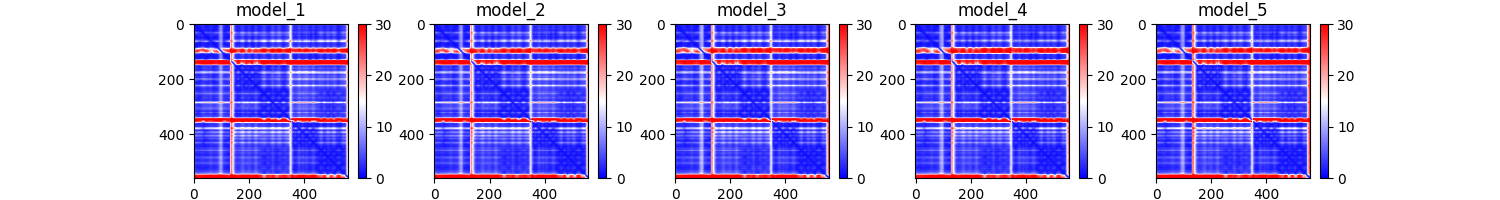 model_1 model_2 model_3 model_4 model_5
0 30 0 30 0 30 0 30 0 30
20 20 20 20 20
200 200 200 200 200
10 10 10 10 10
400 400 400 400 400
0 0 0 0 0
0 200 400 0 200 400 0 200 400 0 200 400 0 200 400